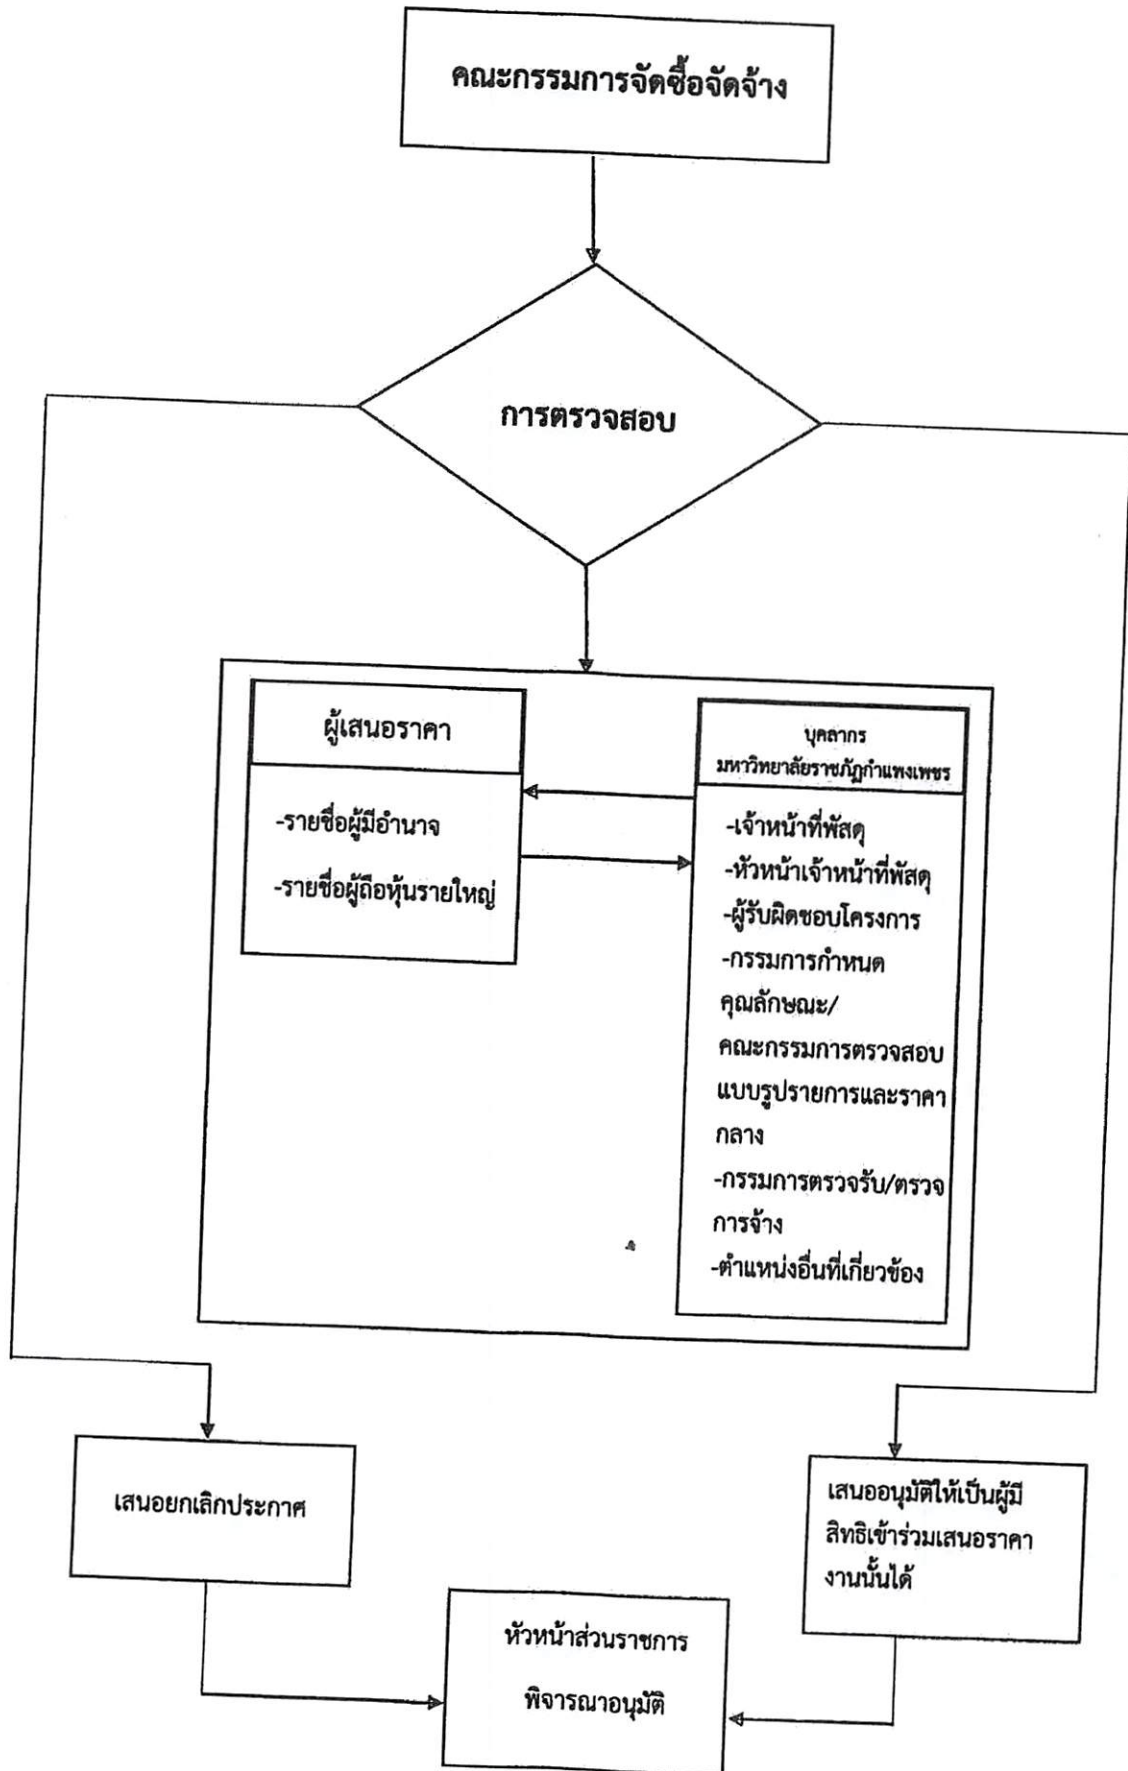 คณะกรรมการจัดซื้อจัดจ้าง
การตรวจสอบ
ผู้เสนอราคา
-รายชื่อผู้มีอำนาจ
-รายชื่อผู้ถือหุ้นรายใหญ่
บุคลากร
มหาวิทยาลัยราชภัฏกำแพงเพชร
-เจ้าหน้าที่พัสดุ
-หัวหน้าเจ้าหน้าที่พัสดุ
-ผู้รับผิดชอบโครงการ
-กรรมการกำหนด
คุณลักษณะ/
คณะกรรมการตรวจสอบ
แบบรูปรายการและราคา
กลาง
-กรรมการตรวจรับ/ตรวจ
การจ้าง
-ตำแหน่งอื่นที่เกี่ยวข้อง
เสนอยกเลิกประกาศ
เสนออนุมัติให้เป็นผู้มี
สิทธิเข้าร่วมเสนอราคา
งานนั้นได้
หัวหน้าส่วนราชการ
พิจารณาอนุมัติ